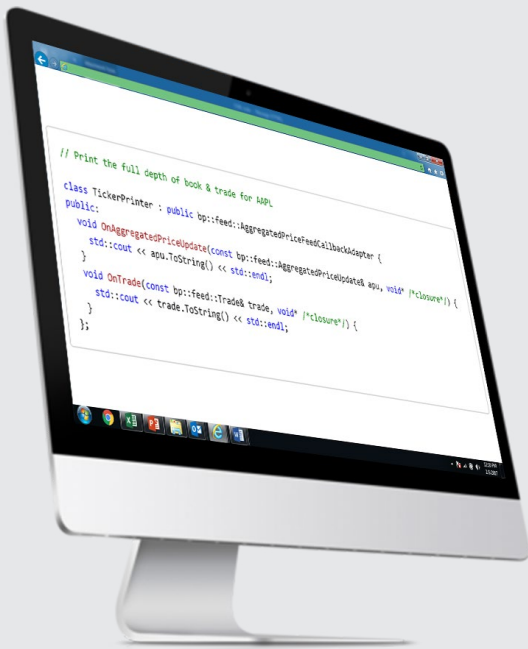 // Print the full depth of book & trade for AAPL
class TickerPrinter : public bp::feed::AggregatedPriceFeedCallbackAdapter {
public:
void OnAggregatedPriceUpdate(const bp::feed::AggregatedPriceUpdate& apu, void* /*closure*/) {
std::cout << apu.ToString() << std::endl;
}
void OnTrade(const bp::feed::Trade& trade, void* /*closure*/) {
std::cout << trade.ToString() << std::endl;
}
};